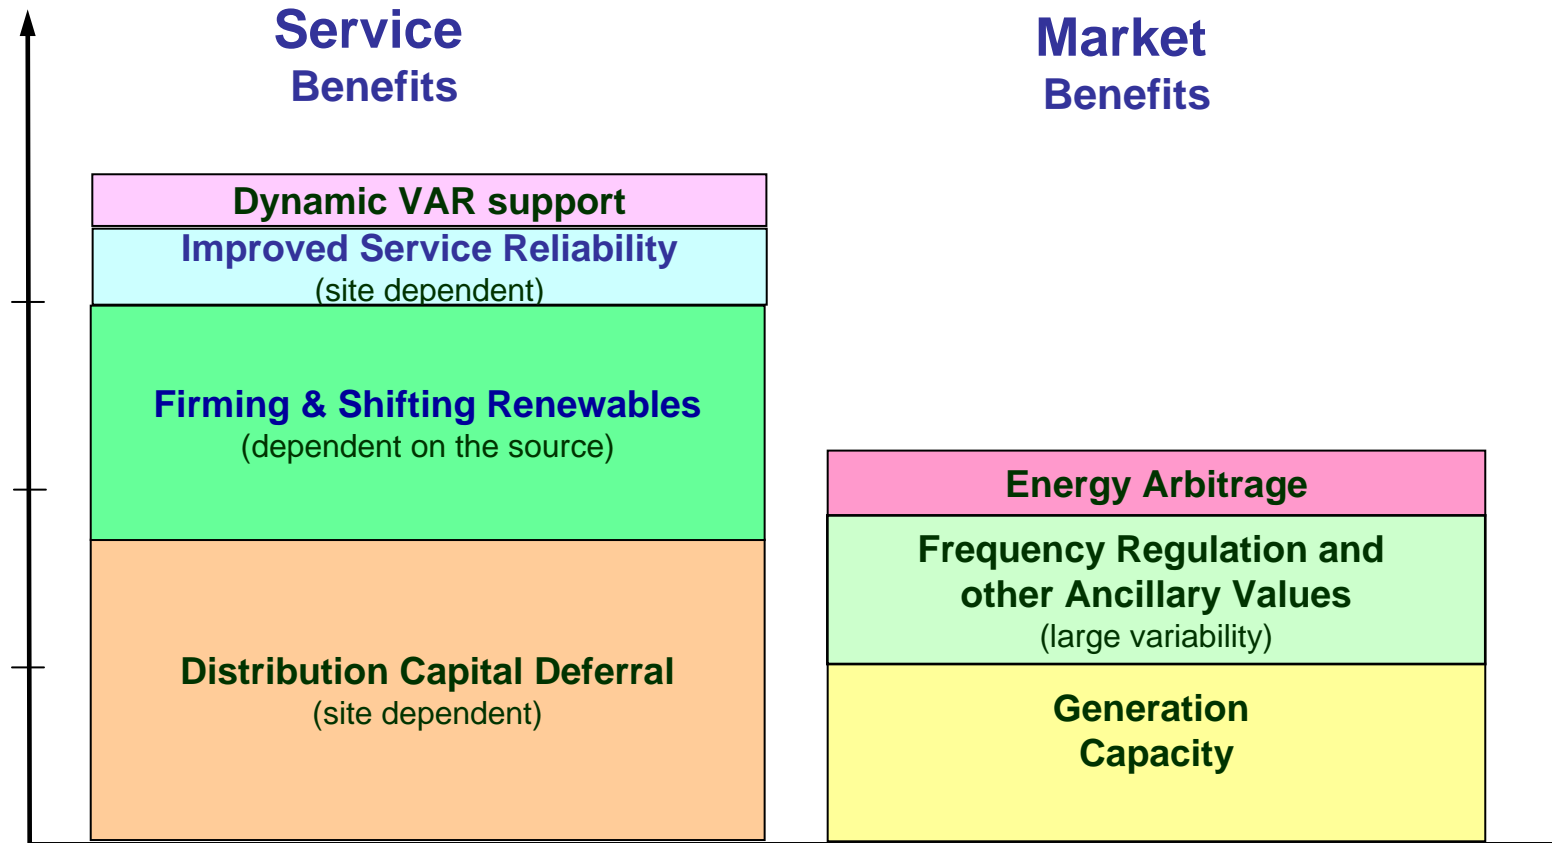 Service
Benefits
Dynamic VAR support
Improved Service Reliability
(site dependent)
Firming & Shifting Renewables
(dependent on the source)
Distribution Capital Deferral
(site dependent)
Market
Benefits
Energy Arbitrage
Frequency Regulation and
other Ancillary Values
(large variability)
Generation
Capacity